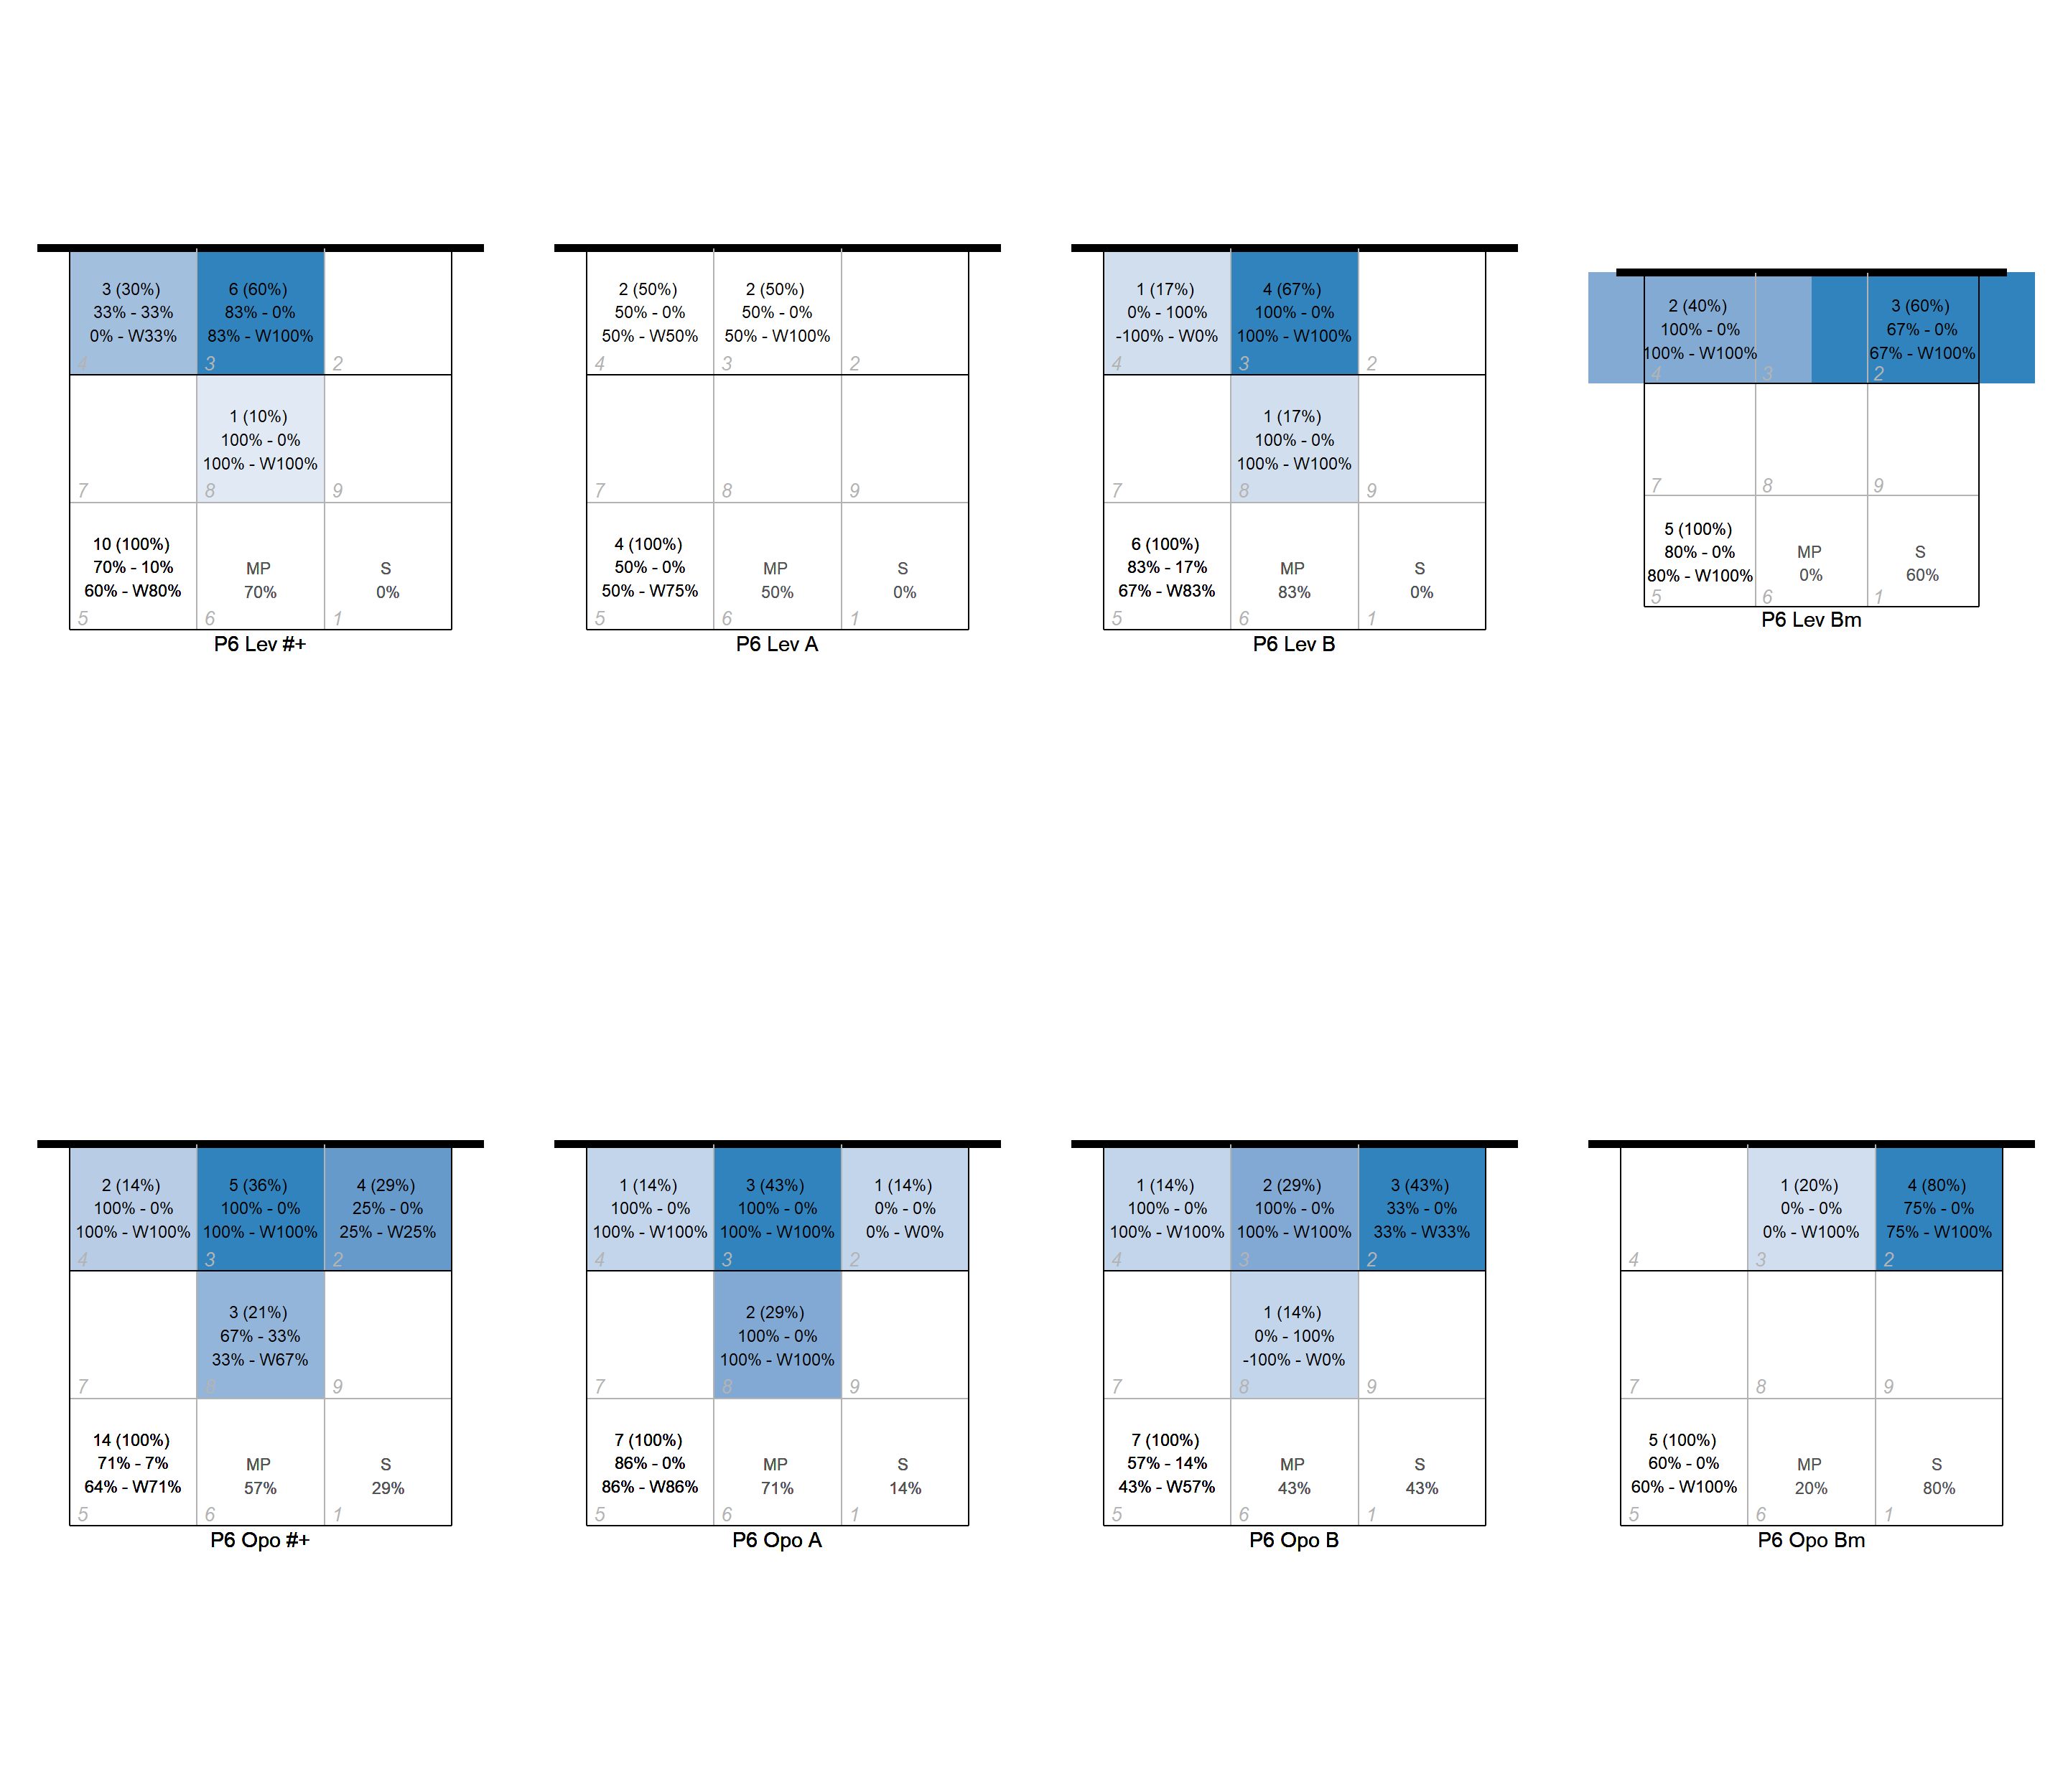 3 (30%)
33% - 33%
0% - W33%
4
6 (60%)
83% - 0%
83% - W100%
3
2
7
1 (10%)
100% - 0%
100% - W100%
8
9
10 (100%)
70% - 10%
60% - W80%
5
MP
70%
6
S
0%
1
P6 Lev #+
2 (50%)
50% - 0%
50% - W50%
4
2 (50%)
50% - 0%
50% - W100%
3
2
7
8
9
4 (100%)
50% - 0%
50% - W75%
5
MP
50%
6
S
0%
1
P6 Lev A
1 (17%)
0% - 100%
-100% - W0%
4
4 (67%)
100% - 0%
100% - W100%
3
2
7
1 (17%)
100% - 0%
100% - W100%
8
9
6 (100%)
83% - 17%
67% - W83%
5
MP
83%
6
S
0%
1
P6 Lev B
2 (40%)
100% - 0%
100% - W100%
4
3
3 (60%)
67% - 0%
67% - W100%
2
7
8
9
5 (100%)
80% - 0%
80% - W100%
5
MP
0%
6
S
60%
1
P6 Lev Bm
2 (14%)
100% - 0%
100% - W100%
4
5 (36%)
100% - 0%
100% - W100%
3
4 (29%)
25% - 0%
25% - W25%
2
7
3 (21%)
67% - 33%
33% - W67%
8
9
14 (100%)
71% - 7%
64% - W71%
5
MP
57%
6
S
29%
1
P6 Opo #+
1 (14%)
100% - 0%
100% - W100%
4
3 (43%)
100% - 0%
100% - W100%
3
1 (14%)
0% - 0%
0% - W0%
2
7
2 (29%)
100% - 0%
100% - W100%
8
9
7 (100%)
86% - 0%
86% - W86%
5
MP
71%
6
S
14%
1
P6 Opo A
1 (14%)
100% - 0%
100% - W100%
4
2 (29%)
100% - 0%
100% - W100%
3
3 (43%)
33% - 0%
33% - W33%
2
7
1 (14%)
0% - 100%
-100% - W0%
8
9
7 (100%)
57% - 14%
43% - W57%
5
MP
43%
6
S
43%
1
P6 Opo B
4
1 (20%)
0% - 0%
0% - W100%
3
4 (80%)
75% - 0%
75% - W100%
2
7
8
9
5 (100%)
60% - 0%
60% - W100%
5
MP
20%
6
S
80%
1
P6 Opo Bm